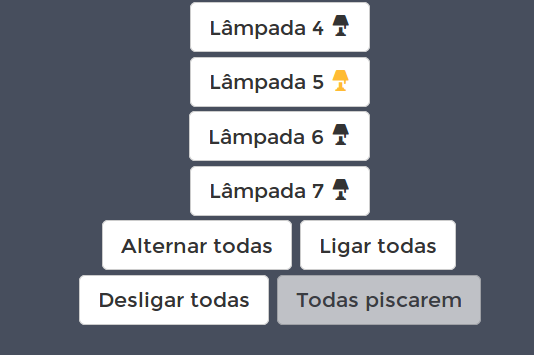 Lâmpada 4
Lâmpada 5
Lâmpada 6
Lâmpada 7
Alternar todas
Ligar todas
Desligar todas
Todas piscarem